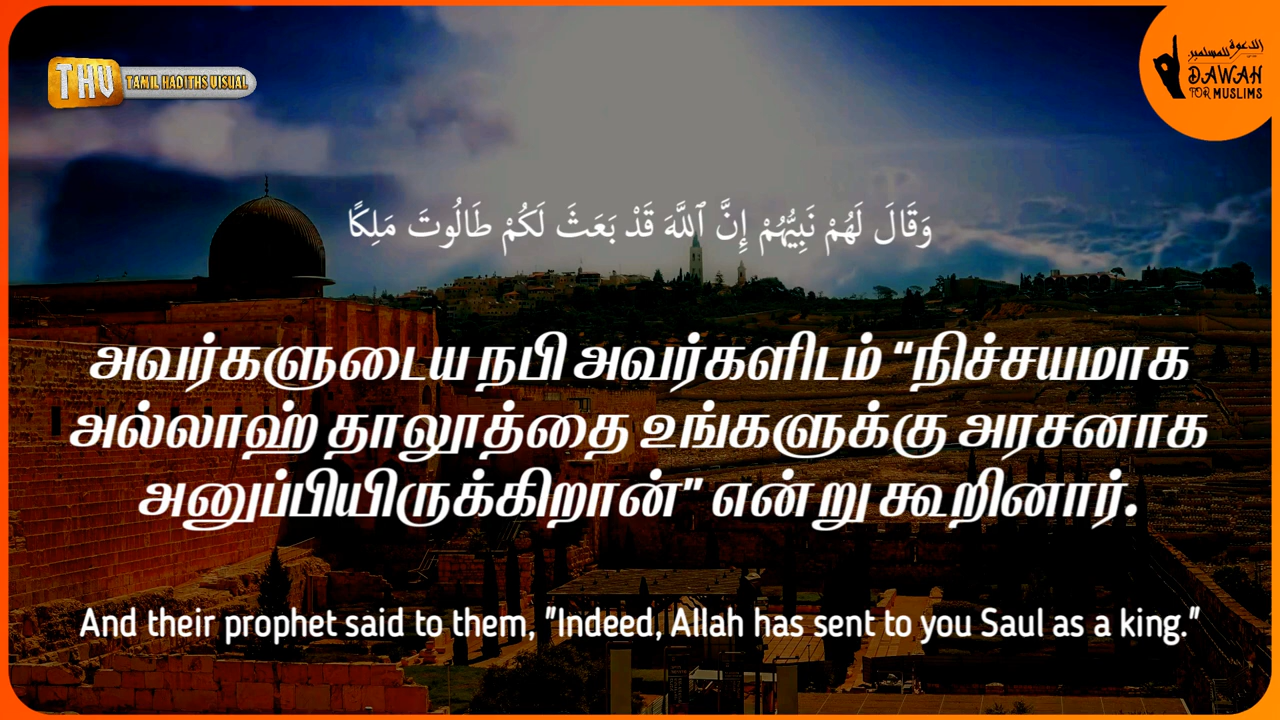 THV TAMIL HADITHS VISUAL
الدعوة للمسلمين
DAWAH
FOR MUSLIMS
وَقَالَ لَهُمْ نَبِيُّهُمْ إِنَّ ٱللَّهَ قَدْ بَعَثَ لَكُمْ طَالُوتَ مَلِكًا
அவர்களுடைய நபி அவர்களிடம் “நிச்சயமாக
அல்லாஹ் தாலூத்தை உங்களுக்கு அரசனாக
அனுப்பியிருக்கிறான்” என்று கூறினார்.
And their prophet said to them, "Indeed, Allah has sent to you Saul as a king."